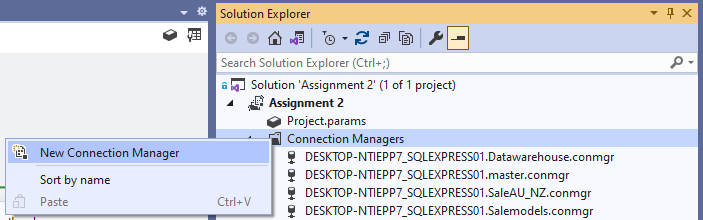 Solution Explorer
Search Solution Explorer (Ctrl+;)
Solution 'Assignment 2' (1 of 1 project)
Assignment 2
Project.params
Connection Managers
New Connection Manager
DESKTOP-NTIEPP7_SQLEXPRESS01.Datawarehouse.conmgr
DESKTOP-NTIEPP7_SQLEXPRESS01.master.conmgr
Sort by name
DESKTOP-NTIEPP7_SQLEXPRESS01.SaleAU_NZ.conmgr
Paste Ctrl+V
DESKTOP-NTIEPP7_SQLEXPRESS01.Salemodels.conmgr